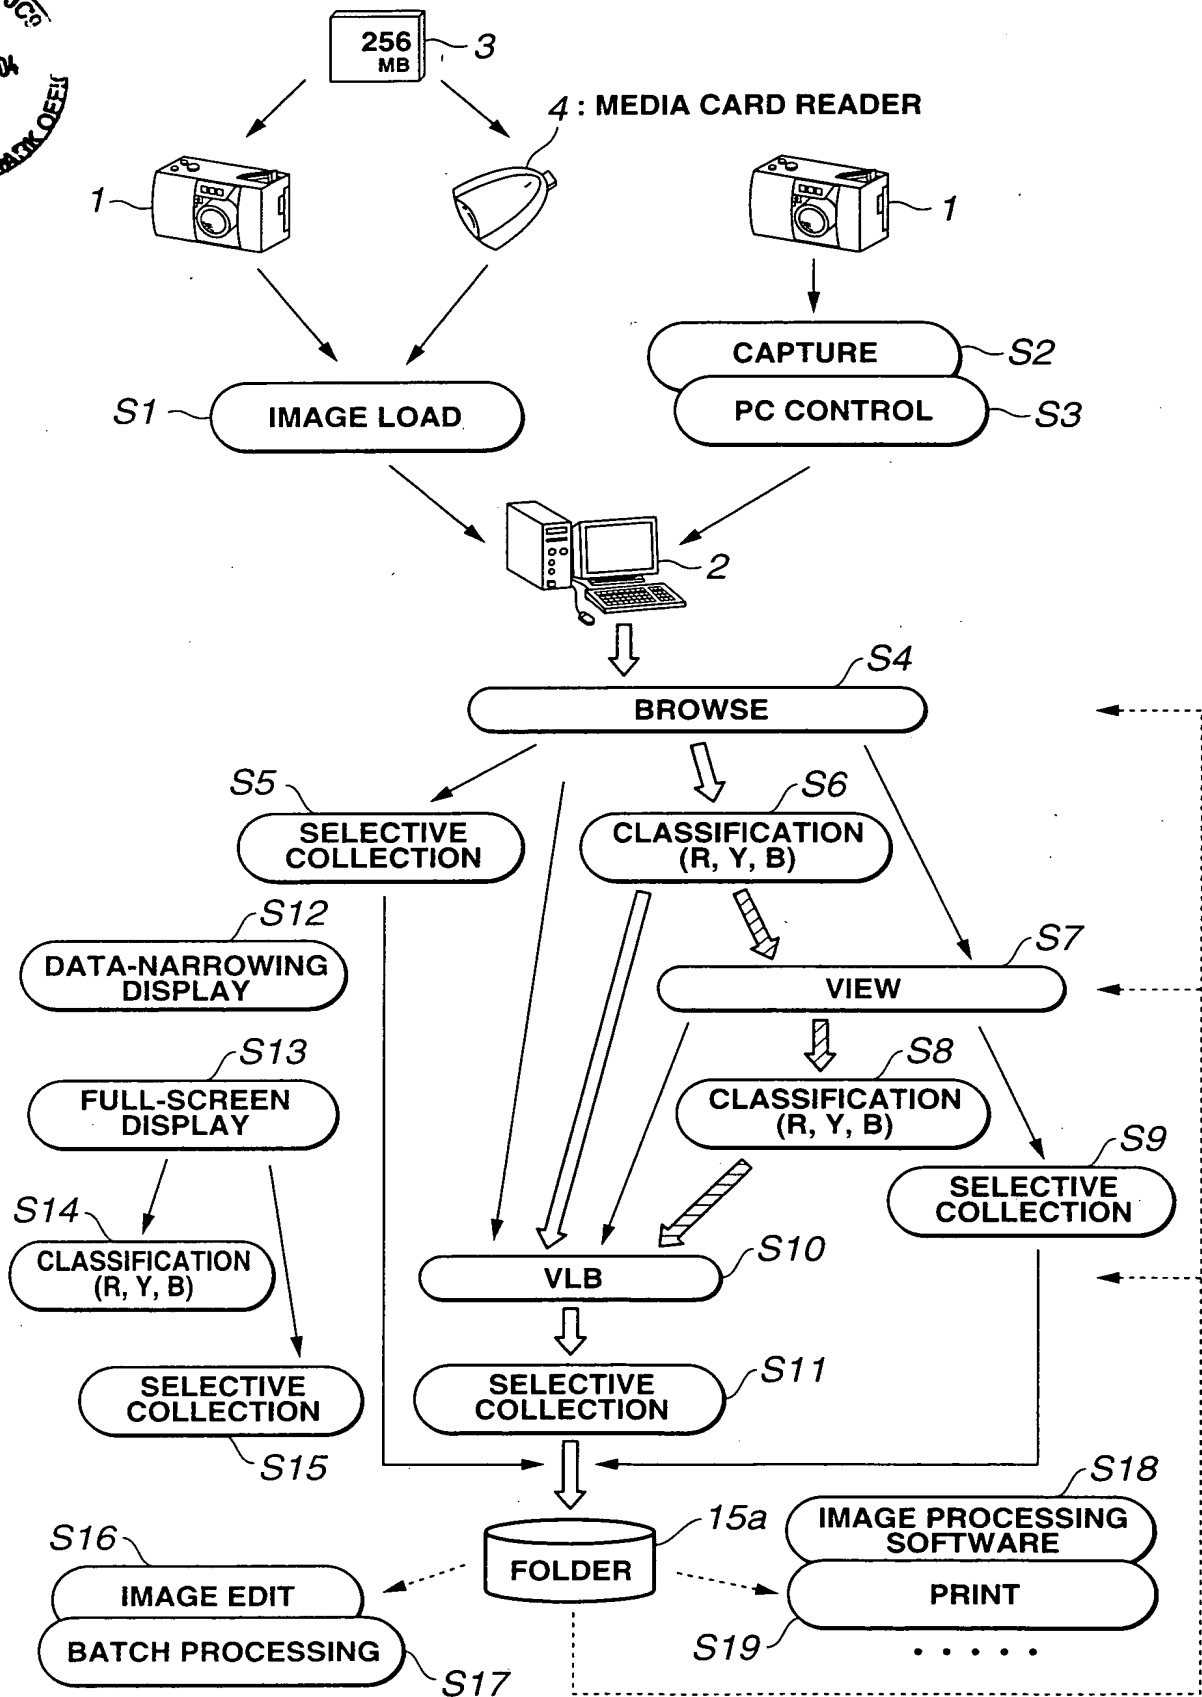 256
MB
3
4 : MEDIA CARD READER
1
1
CAPTURE
S2
S1
IMAGE LOAD
PC CONTROL
S3
2
S4
BROWSE
S5
S6
SELECTIVE
COLLECTION
CLASSIFICATION
(R, Y, B)
S12
DATA-NARROWING
DISPLAY
S7
VIEW
S13
FULL-SCREEN
DISPLAY
S8
CLASSIFICATION
(R, Y, B)
S9
SELECTIVE
COLLECTION
S14
CLASSIFICATION
(R, Y, B)
S10
VLB
SELECTIVE
COLLECTION
S15
S11
SELECTIVE
COLLECTION
S18
IMAGE PROCESSING
SOFTWARE
15a
FOLDER
S16
IMAGE EDIT
PRINT
S19
BATCH PROCESSING
S17
. . . . .